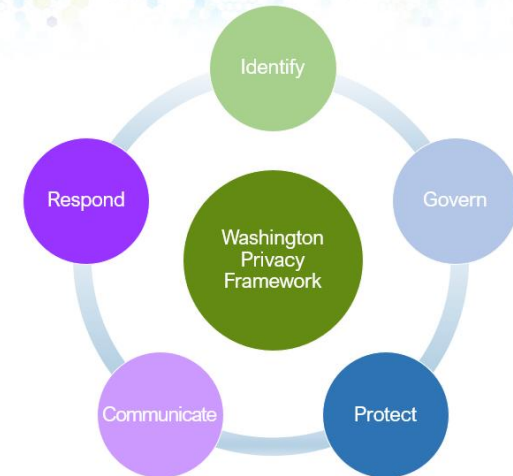 Identify
Respond
Govern
Washington
Privacy
Framework
Communicate
Protect